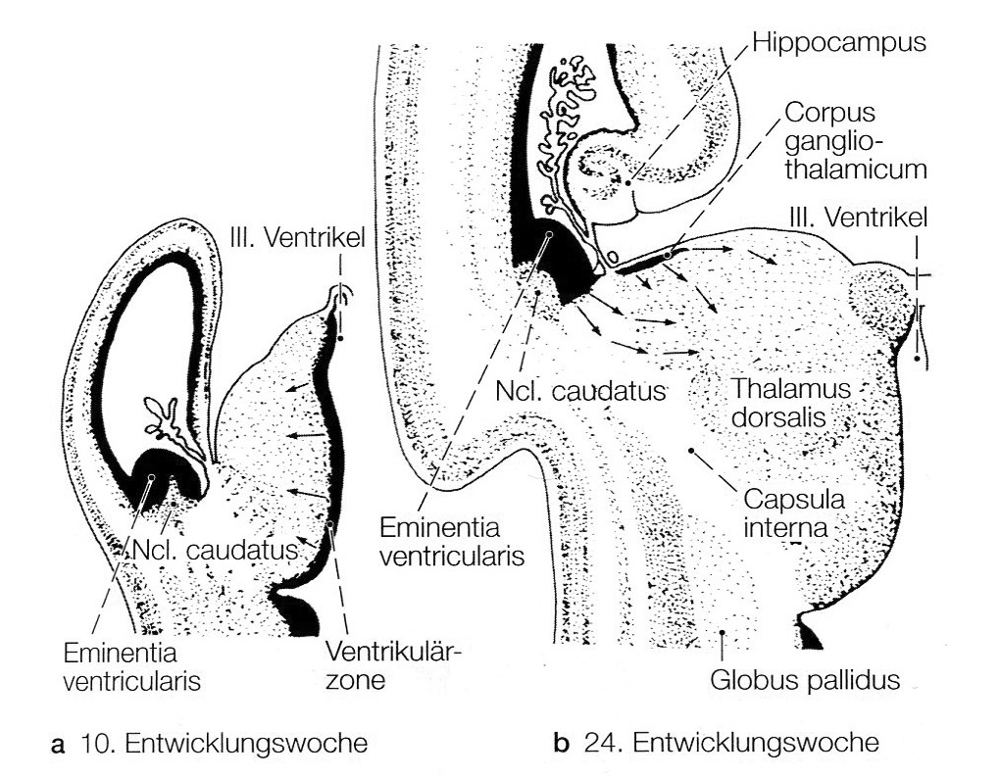 III. Ventrikel
Ncl. caudatus
Eminentia
ventricularis
Ventrikulär-
zone
a 10. Entwicklungswoche
Hippocampus
Corpus
ganglio-
thalamicum
III. Ventrikel
Ncl. caudatus
Thalamus
dorsalis
Capsula
interna
Eminentia
ventricularis
Globus pallidus
b 24. Entwicklungswoche